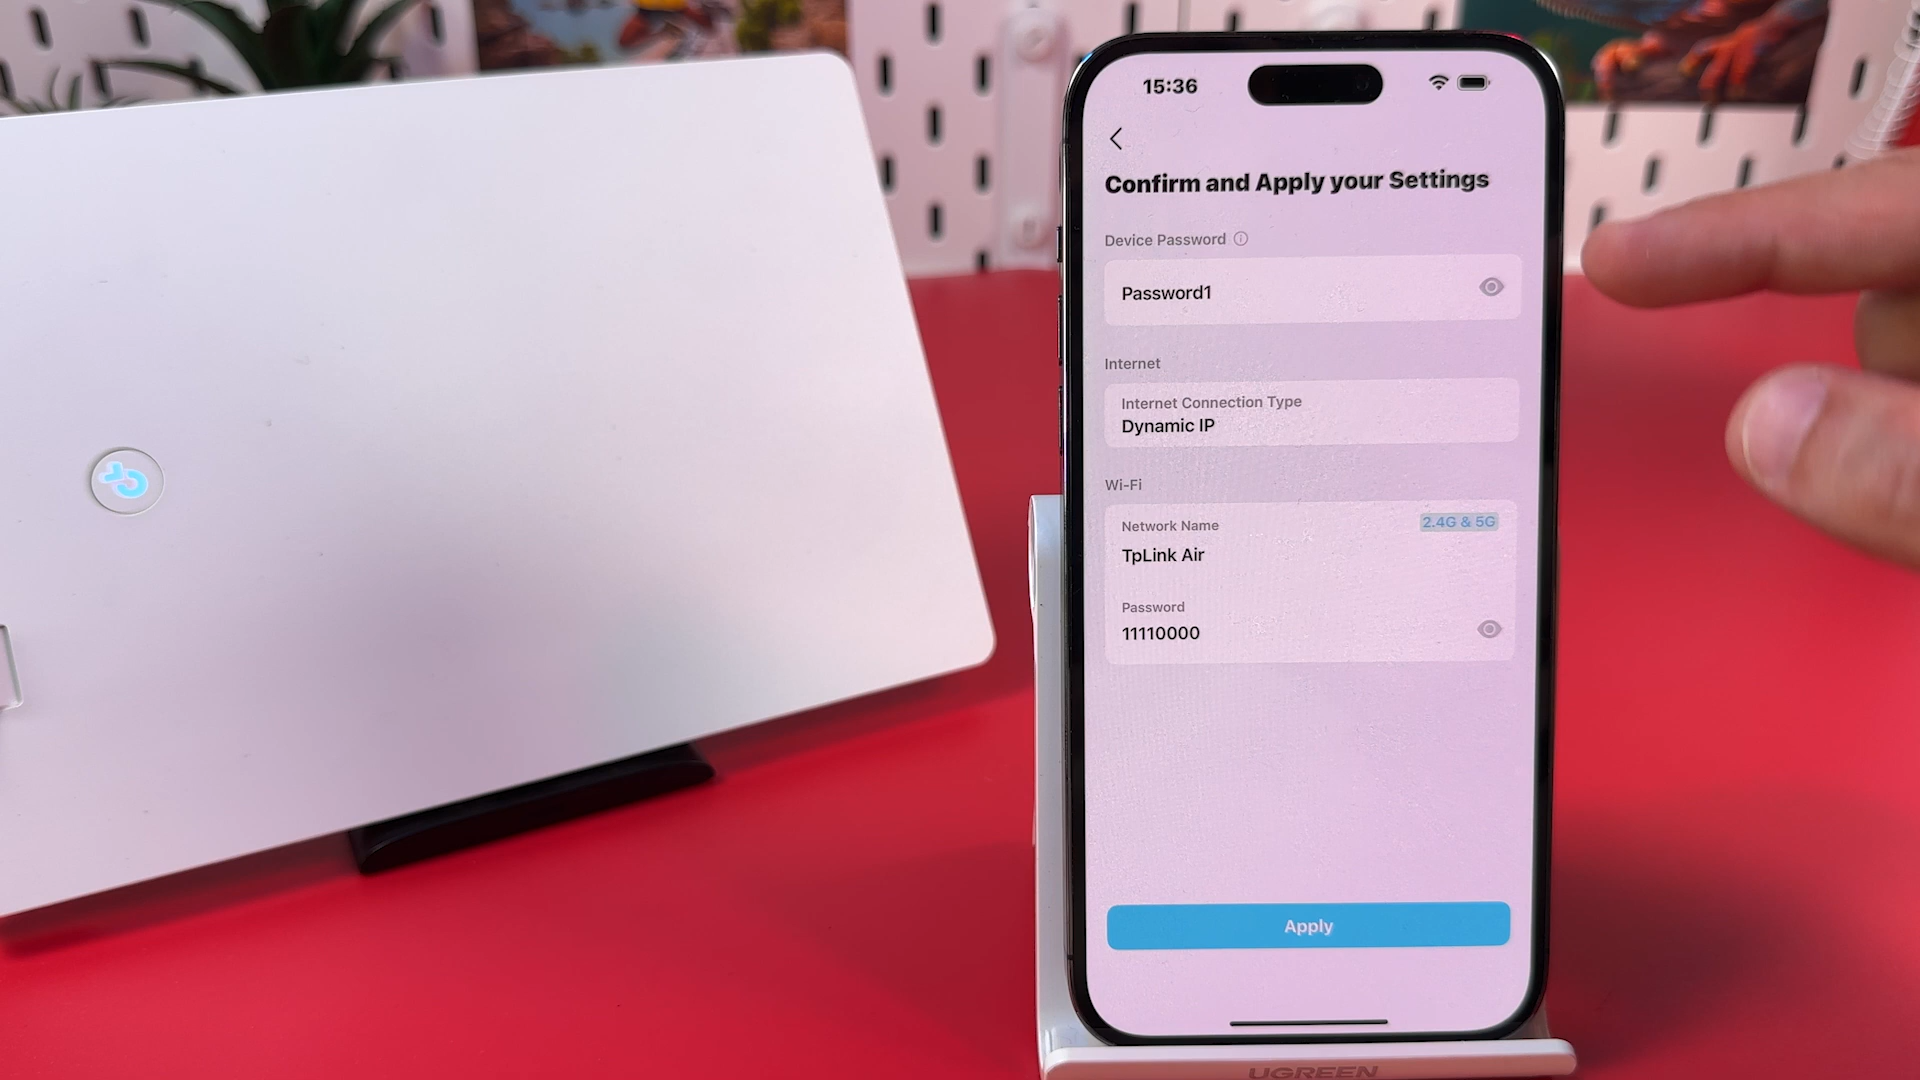 15:36
Confirm and Apply your Settings
Device Password
Password1
Internet
Internet Connection Type
Dynamic IP
Wi-Fi
Network Name
2.4G & 5G
TpLink Air
Password
11110000
Apply
UGREEN